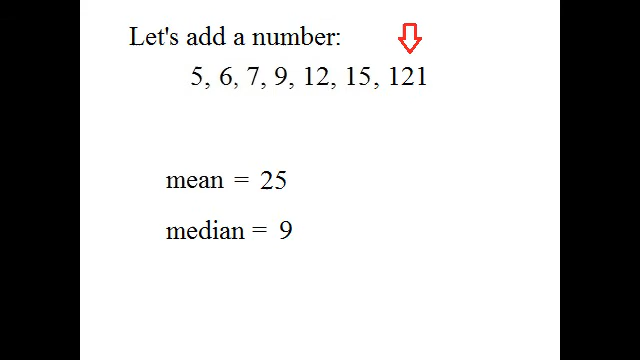 Let's add a number:
5, 6, 7, 9, 12, 15, 121
mean = 25
median = 9